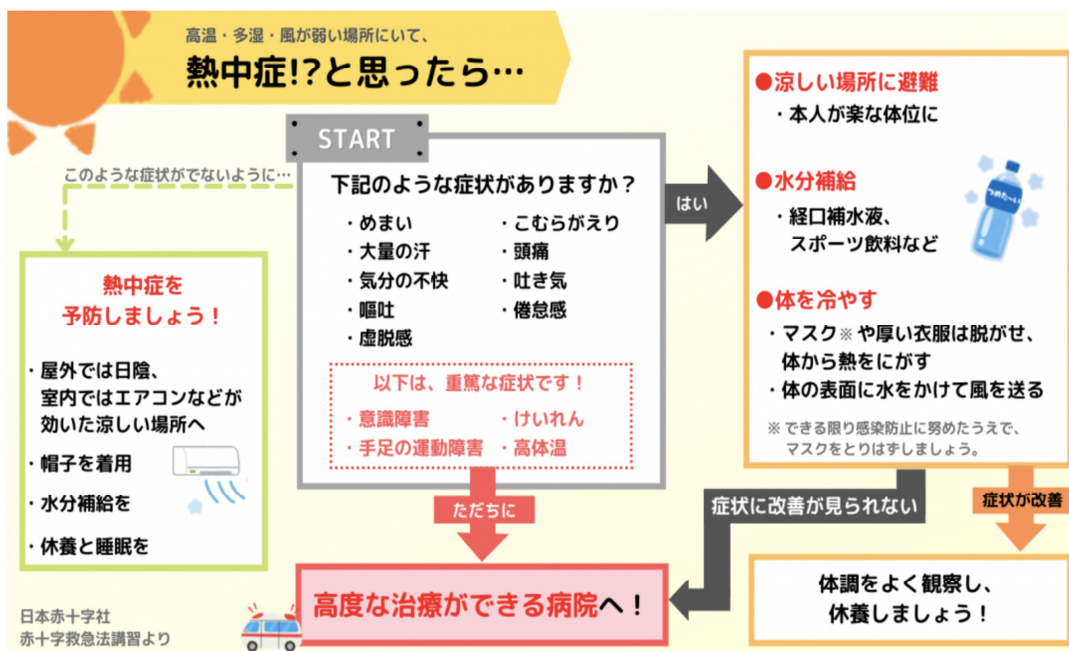 高温・多湿・風が弱い場所にいて、
熱中症!?と思ったら…
START
下記のような症状がありますか？
・めまい
・大量の汗
・気分の不快
・嘔吐
・虚脱感
・こむらがえり
・頭痛
・吐き気
・倦怠感
以下は、重篤な症状です！
・意識障害
・手足の運動障害
・けいれん
・高体温
このような症状がでないように…
熱中症を
予防しましょう！
・屋外では日陰、
室内ではエアコンなどが
効いた涼しい場所へ
・帽子を着用
・水分補給を
・休養と睡眠を
はい
●涼しい場所に避難
・本人が楽な体位に
●水分補給
・経口補水液、
スポーツ飲料など
つめた〜い
●体を冷やす
・マスク※や厚い衣服は脱がせ、
体から熱をにがす
・体の表面に水をかけて風を送る
※できる限り感染防止に努めたうえで、
マスクをとりはずしましょう。
ただちに
症状に改善が見られない
症状が改善
高度な治療ができる病院へ！
体調をよく観察し、
休養しましょう！
日本赤十字社
赤十字救急法講習より